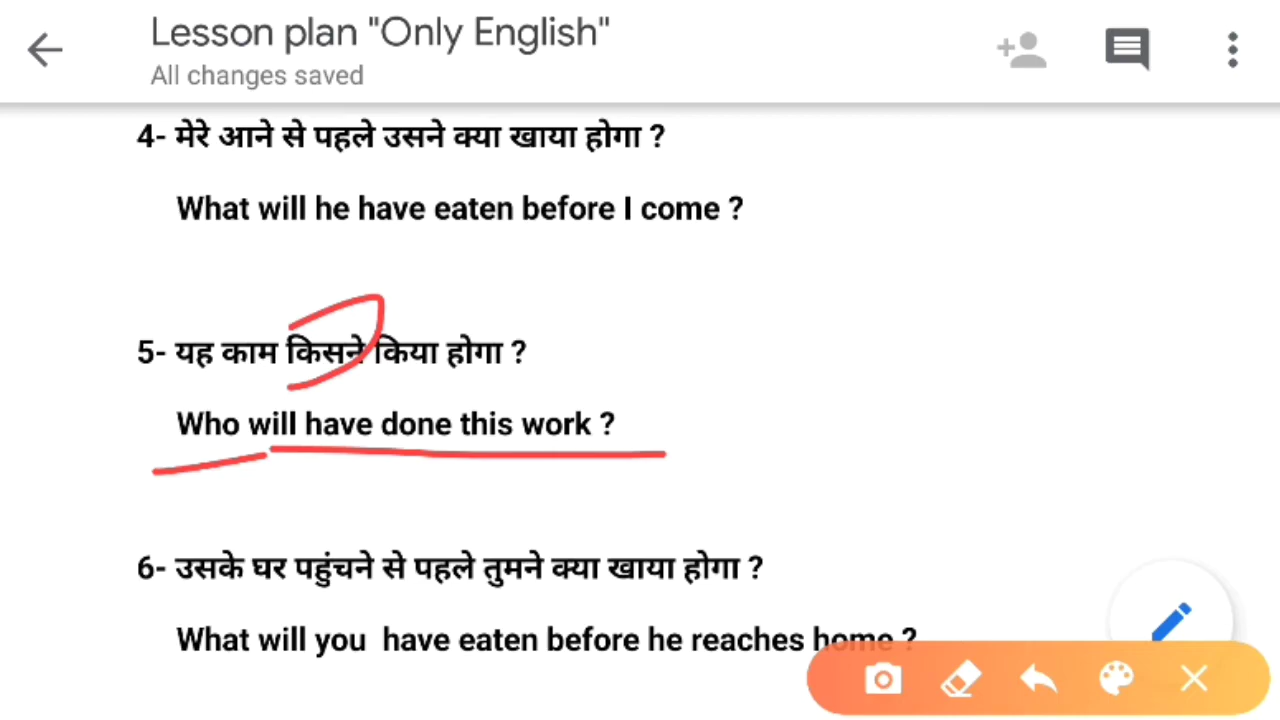 Lesson plan "Only English"
All changes saved
4- मेरे आने से पहले उसने क्या खाया होगा ?
What will he have eaten before I come ?
5- यह काम किसने किया होगा ?
Who will have done this work ?
6- उसके घर पहुंचने से पहले तुमने क्या खाया होगा ?
What will you have eaten before he reaches home ?